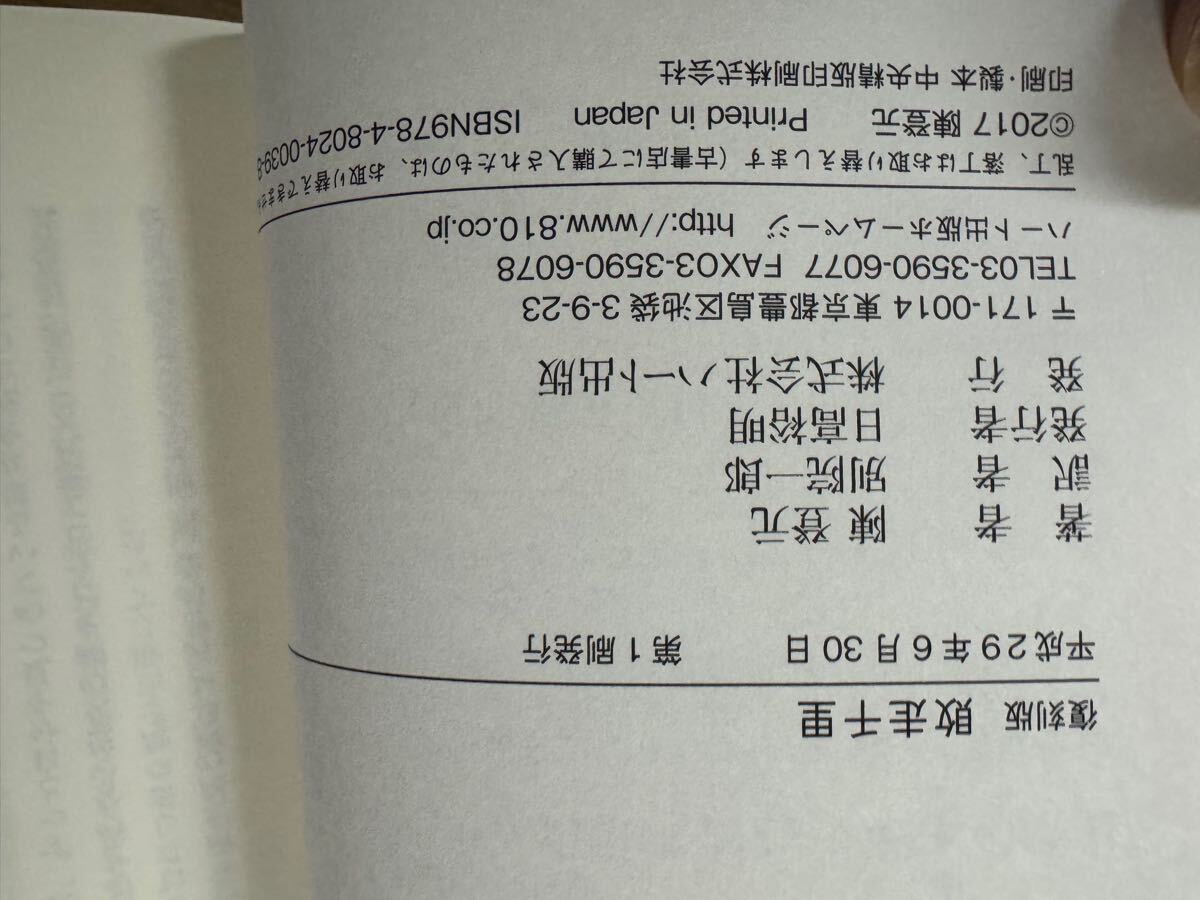 復刻版 敗走千里
平成29年6月30日 第1刷発行
著 者 陳 登元
訳 者 別院一郎
発行者 日高裕明
発 行 株式会社ハート出版
〒171-0014 東京都豊島区池袋3-9-23
TEL03-3590-6077 FAX03-3590-6078
ハート出版ホームページ http://www.810.co.jp
乱丁、落丁はお取り替えします(古書店にて購入されたものは、お取り替えできませ
©2017 陳登元 Printed in Japan ISBN978-4-8024-0039-8
印刷・製本 中央精版印刷株式会社